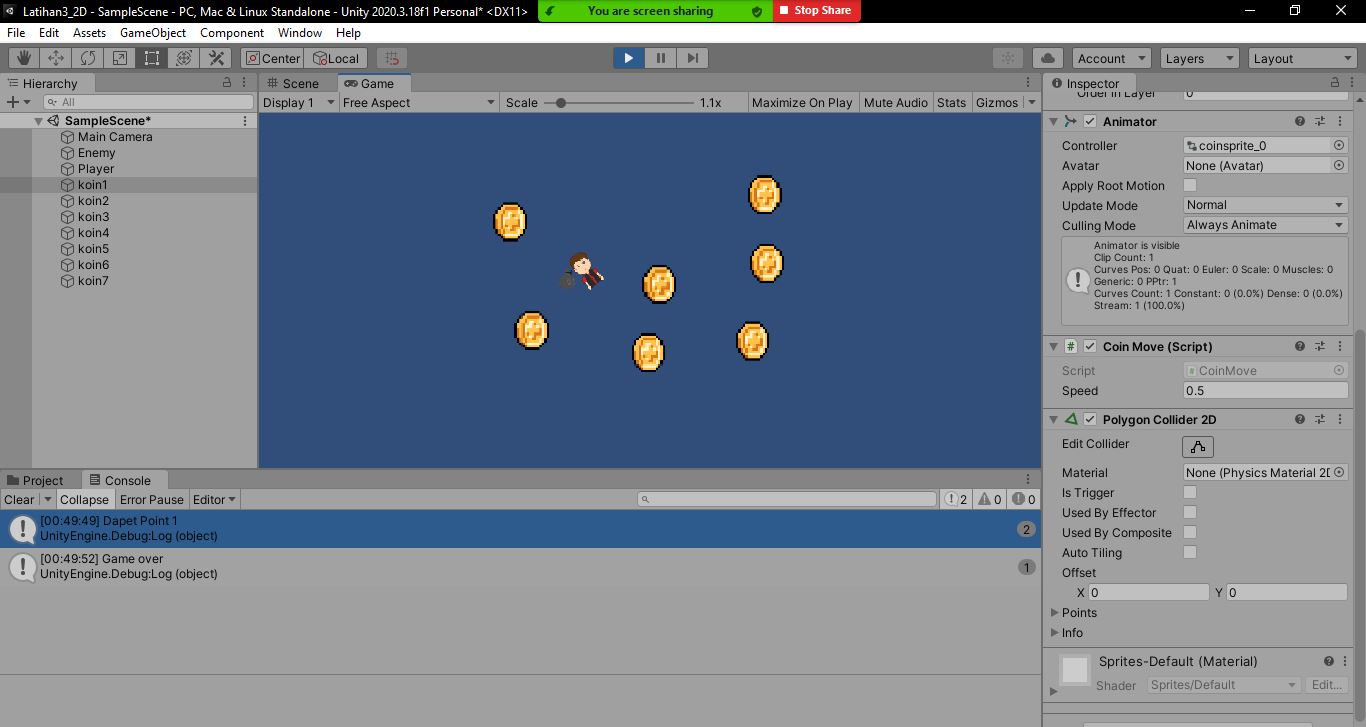 Latihan3_2D - SampleScene - PC, Mac & Linux Standalone - Unity 2020.3.18f1 Personal* <DX11>
You are screen sharing
Stop Share
File Edit Assets GameObject Component Window Help
Center Local
Account Layers Layout
Hierarchy
All
SampleScene*
Main Camera
Enemy
Player
koin1
koin2
koin3
koin4
koin5
koin6
koin7
Scene Game
Display 1 Free Aspect Scale 1.1x Maximize On Play Mute Audio Stats Gizmos
Inspector
Order in Layer 0
Animator
Controller coinsprite_0
Avatar None (Avatar)
Apply Root Motion
Update Mode Normal
Culling Mode Always Animate
Animator is visible
Clip Count: 1
Curves Pos: 0 Quat: 0 Euler: 0 Scale: 0 Muscles: 0
Generic: 0 PPtr: 1
Curves Count: 1 Constant: 0 (0.0%) Dense: 0 (0.0%)
Stream: 1 (100.0%)
# Coin Move (Script)
Script # CoinMove
Speed 0.5
Polygon Collider 2D
Edit Collider
Material None (Physics Material 2D
Is Trigger
Used By Effector
Used By Composite
Auto Tiling
Offset
X 0 Y 0
Points
Info
Sprites-Default (Material)
Shader Sprites/Default Edit...
Project Console
Clear Collapse Error Pause Editor 2 0 0
[00:49:49] Dapet Point 1
UnityEngine.Debug:Log (object)
2
[00:49:52] Game over
UnityEngine.Debug:Log (object)
1